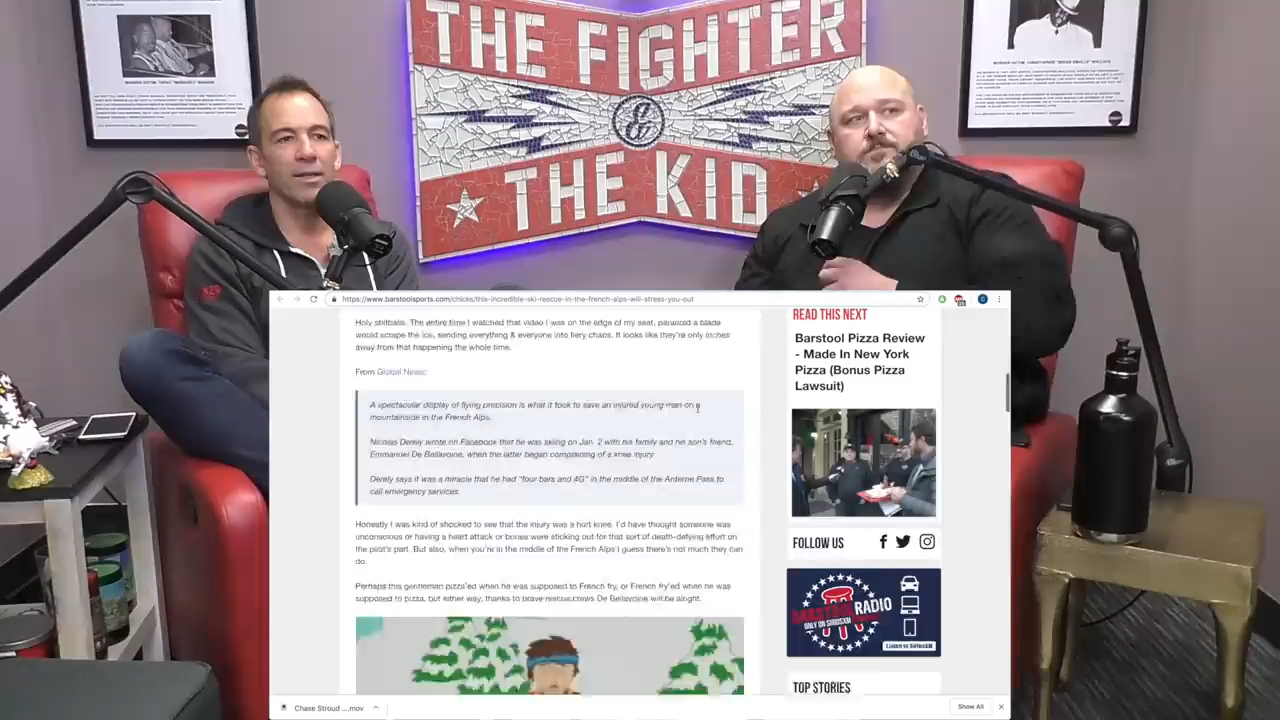 THE FIGHTER
&
THE KID
KFP
Blue
https://www.barstoolsports.com/chicks/this-incredible-ski-rescue-in-the-french-alps-will-stress-you-out
Holy shitballs. The entire time I watched that video I was on the edge of my seat, paranoid a blade
would scrape the ice, sending everything & everyone into fiery chaos. It looks like they're only inches
away from that happening the whole time.
From Global News:
A spectacular display of flying precision is what it took to save an injured young man on a
mountainside in the French Alps.
Nicolas Derely wrote on Facebook that he was skiing on Jan. 2 with his family and his son's friend,
Emmanuel De Bellavoine, when the latter began complaining of a knee injury.
Derely says it was a miracle that he had "four bars and 4G" in the middle of the Anterne Pass to
call emergency services.
Honestly I was kind of shocked to see that the injury was a hurt knee. I'd have thought someone was
unconscious or having a heart attack or bones were sticking out for that sort of death-defying effort on
the pilot's part. But also, when you're in the middle of the French Alps I guess there's not much they can
do.
Perhaps this gentleman pizza'ed when he was supposed to French fry, or French fry'ed when he was
supposed to pizza, but either way, thanks to brave rescue crews De Bellavoine will be alright.
READ THIS NEXT
Barstool Pizza Review
- Made In New York
Pizza (Bonus Pizza
Lawsuit)
FOLLOW US
BARSTOOL RADIO
ONLY ON SIRIUSXM
TOP STORIES
Chase Stroud ....mov
Show All